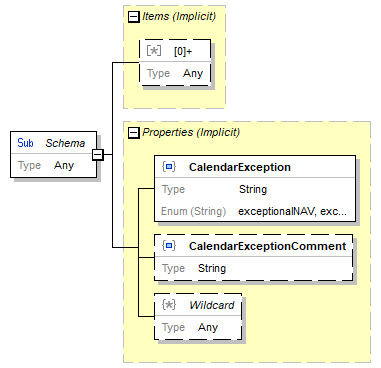 Items (Implicit)
[0]+
Type Any
Sub Schema
Type Any
Properties (Implicit)
CalendarException
Type String
Enum (String) exceptionalNAV, exc...
CalendarExceptionComment
Type String
Wildcard
Type Any